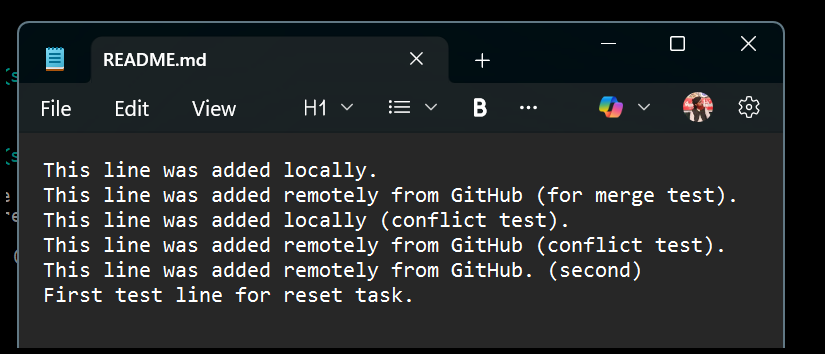 README.md
File Edit View H1 B ...
This line was added locally.
This line was added remotely from GitHub (for merge test).
This line was added locally (conflict test).
This line was added remotely from GitHub (conflict test).
This line was added remotely from GitHub. (second)
First test line for reset task.